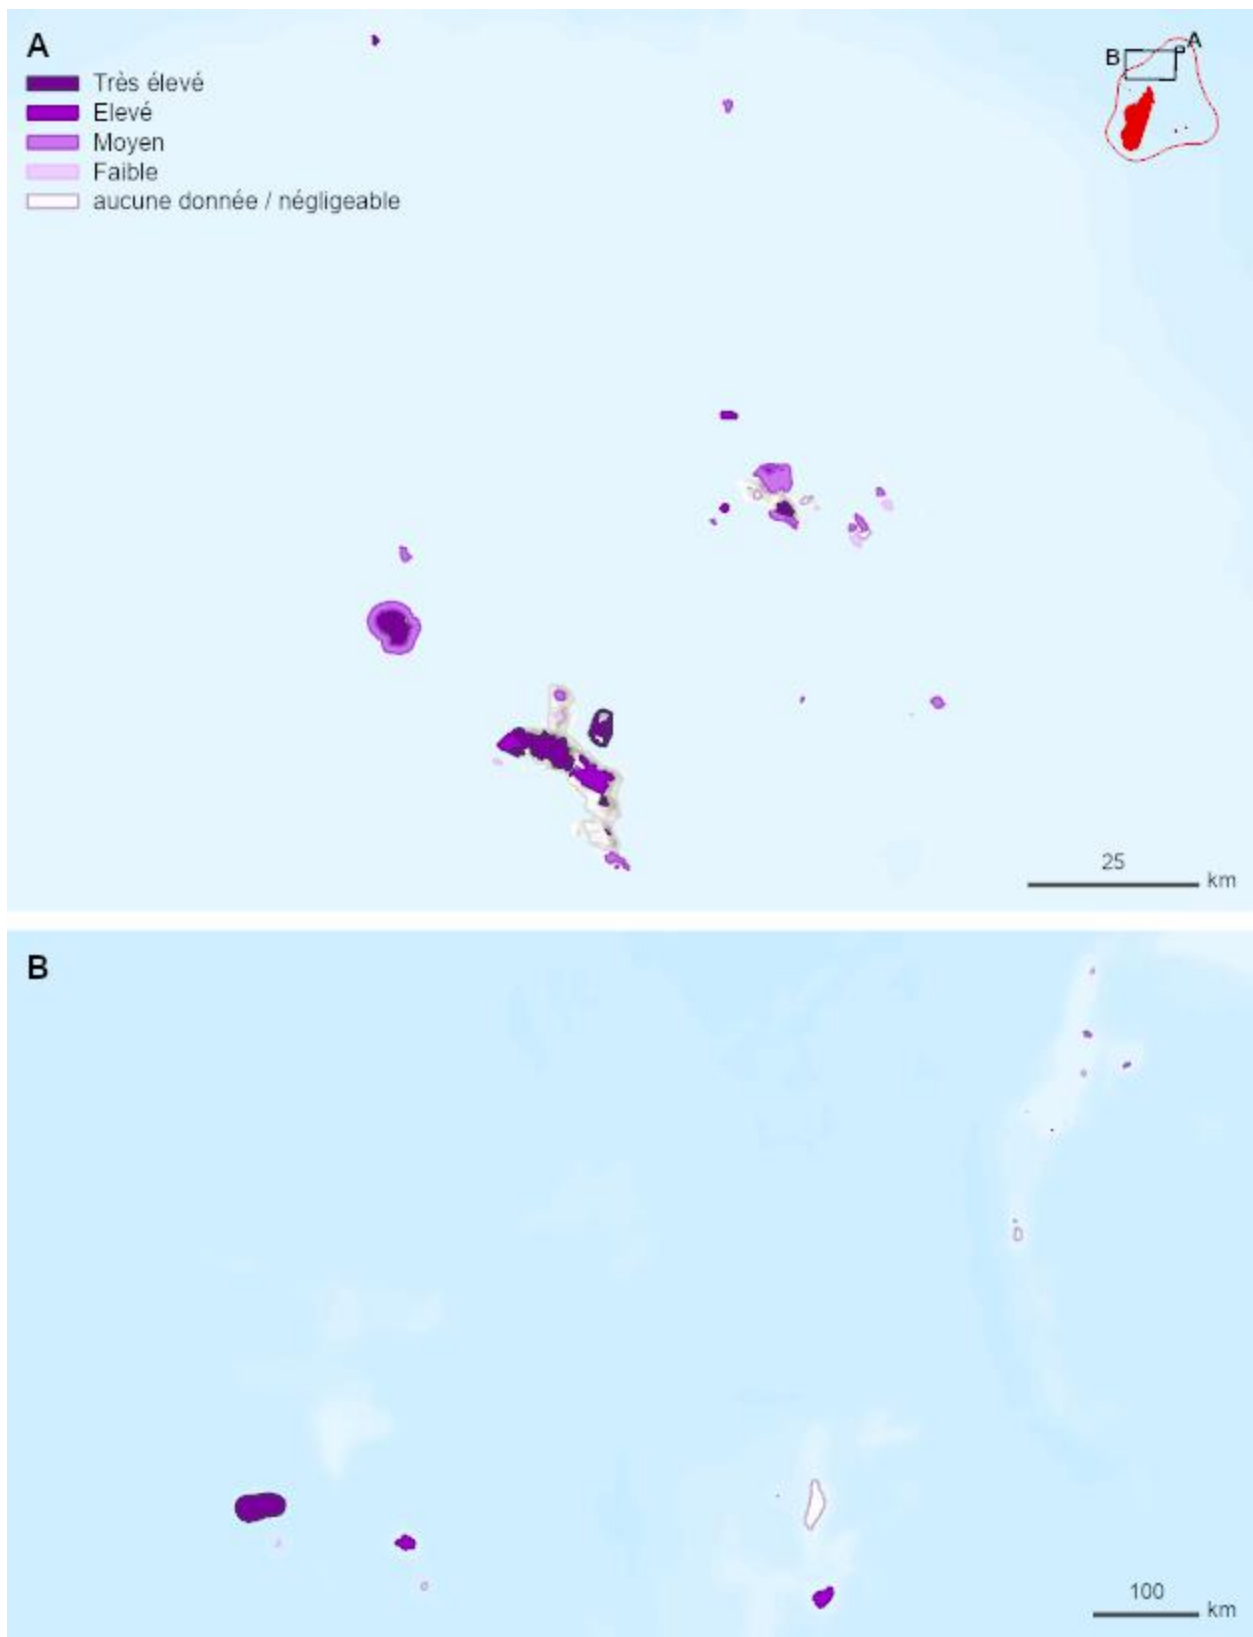 A
Très élevé
Elevé
Moyen
Faible
aucune donnée / négligeable
B
A
25
km
B
100
km